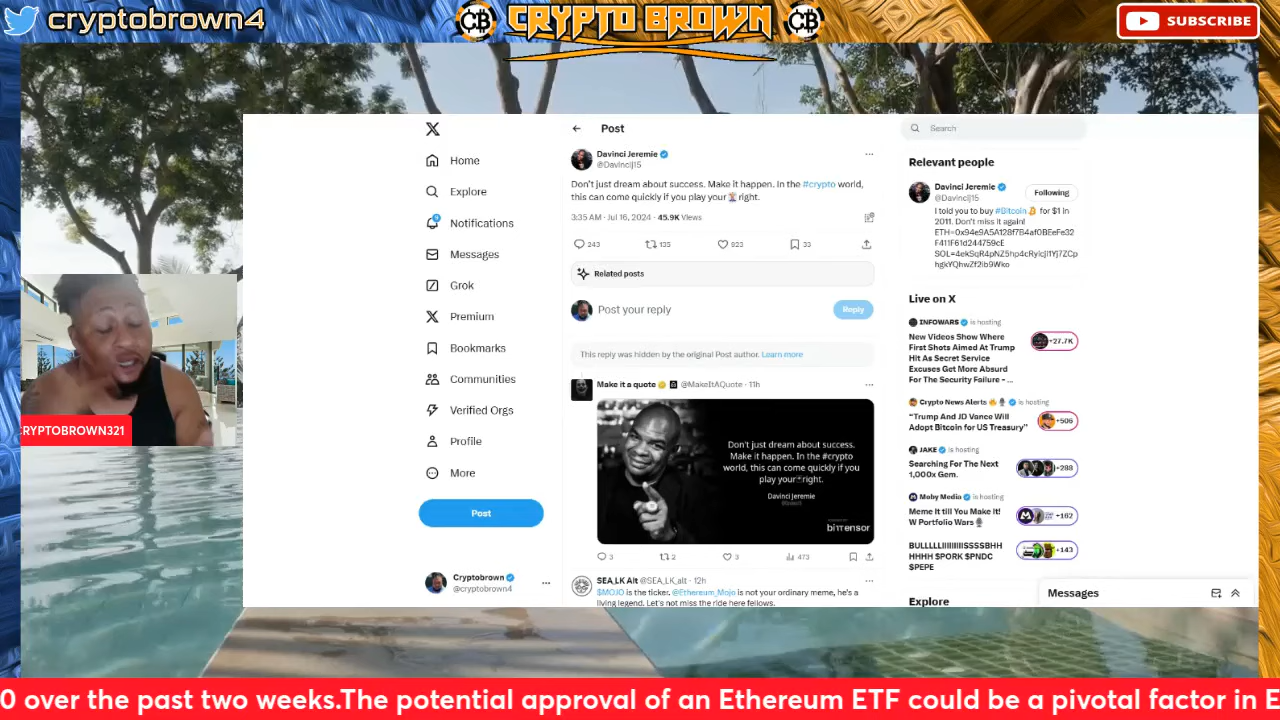 cryptobrown4
CB
CRYPTO BROWN
CB
SUBSCRIBE
Post
Search
Home
Explore
Notifications
Messages
Grok
Premium
Bookmarks
Communities
Verified Orgs
Profile
More
Post
Cryptobrown
@cryptobrown4
Davinci Jeremie
@Davincij15
Don't just dream about success. Make it happen. In the #crypto world,
this can come quickly if you play your🃏right.
3:35 AM · Jul 16, 2024 · 45.9K Views
243 135 923 33
Related posts
Post your reply
Reply
This reply was hidden by the original Post author. Learn more
Make it a quote @MakeItAQuote · 11h
Don't just dream about success.
Make it happen. In the #crypto
world, this can come quickly if you
play your🃏right.
Davinci Jeremie
bittensor
3 2 3 473
SEA_LK Alt @SEA_LK_alt · 12h
$MOJO is the ticker. @Ethereum_Mojo is not your ordinary meme, he's a
living legend. Let's not miss the ride here fellows.
Relevant people
Davinci Jeremie
@Davincij15
Following
I told you to buy #Bitcoin for $1 in
2011. Don't miss it again!
Live on X
INFOWARS is hosting
New Videos Show Where
First Shots Aimed At Trump
Hit As Secret Service
Excuses Get More Absurd
For The Security Failure - ...
+27.7K
Crypto News Alerts is hosting
“Trump And JD Vance Will
Adopt Bitcoin for US Treasury”
+506
JAKE is hosting
Searching For The Next
1,000x Gem.
+288
Moby Media is hosting
Meme It till You Make It!
W Portfolio Wars
+162
BULLLLLIIIIIIIIISSSSBHH
HHHHH $PORK $PNDC
$PEPE
+143
Explore
Messages
CRYPTOBROWN321
0 over the past two weeks.The potential approval of an Ethereum ETF could be a pivotal factor in E